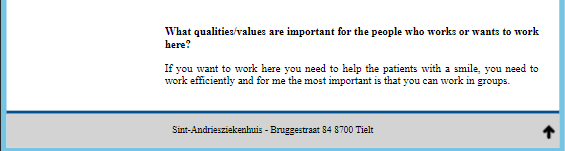 What qualities/values are important for the people who works or wants to work
here?
If you want to work here you need to help the patients with a smile, you need to
work efficiently and for me the most important is that you can work in groups.
Sint-Andriesziekenhuis - Bruggestraat 84 8700 Tielt